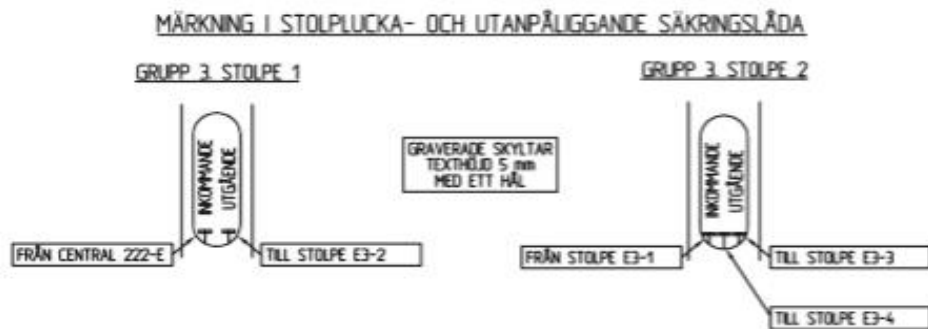 MÄRKNING I STOLPLUCKA- OCH UTANPÅLIGGANDE SÄKRINGSLÅDA
GRUPP 3. STOLPE 1
GRUPP 3. STOLPE 2
INKOMMANDE
UTGÅENDE
GRAVERADE SKYLTAR
TEXTHÖJD 5 mm
MED ETT HÅL
INKOMMANDE
UTGÅENDE
FRÅN CENTRAL 222-E
TILL STOLPE E3-2
FRÅN STOLPE E3-1
TILL STOLPE E3-3
TILL STOLPE E3-4